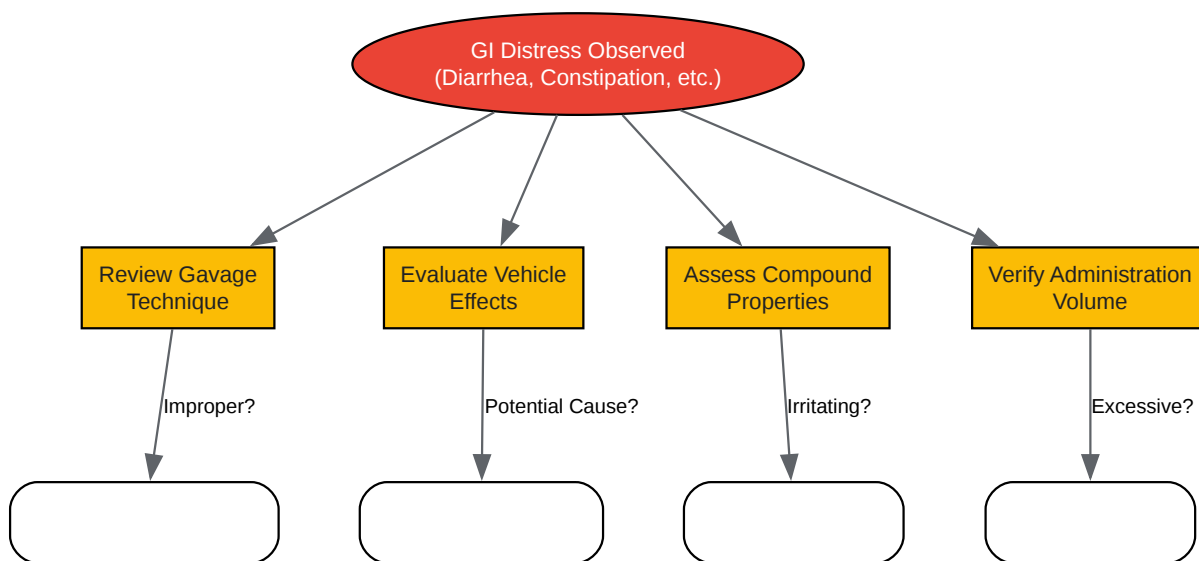 GI Distress Observed
(Diarrhea, Constipation, etc.)
Review Gavage
Technique
Evaluate Vehicle
Effects
Assess Compound
Properties
Verify Administration
Volume
Improper?
Potential Cause?
Irritating?
Excessive?